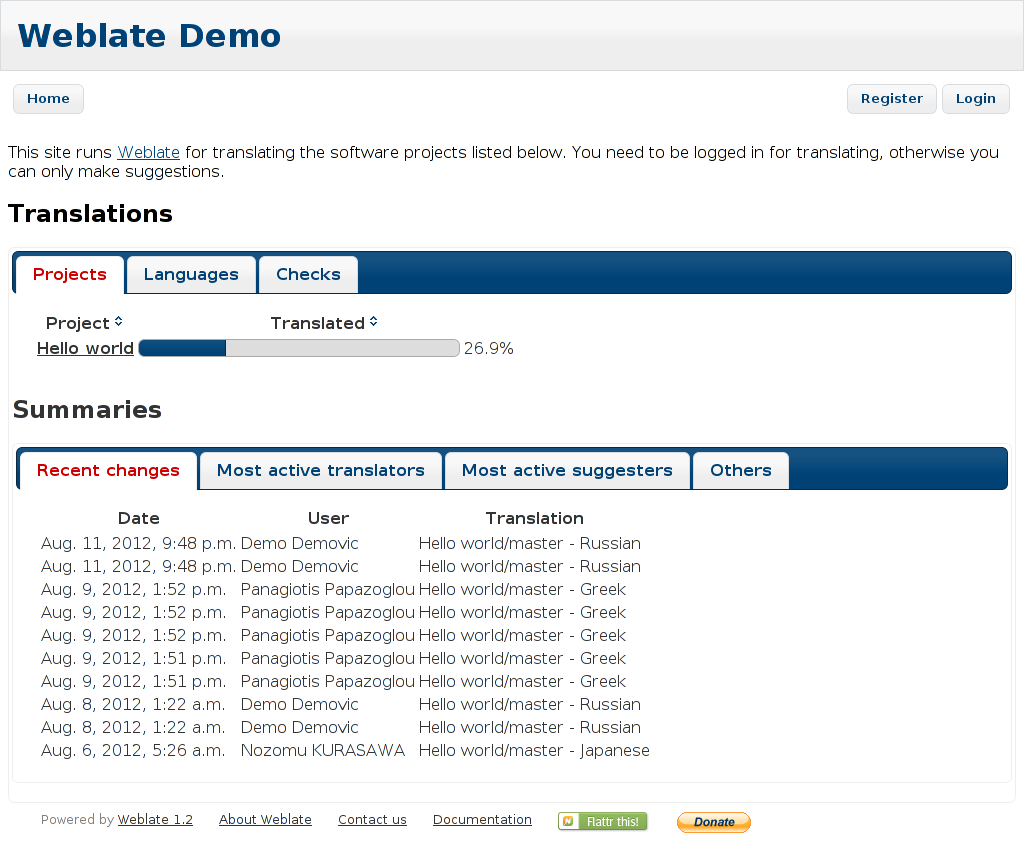 Weblate Demo
Home Register Login
This site runs Weblate for translating the software projects listed below. You need to be logged in for translating, otherwise you
can only make suggestions.
Translations
Projects Languages Checks
Project Translated
Hello world 26.9%
Summaries
Recent changes Most active translators Most active suggesters Others
Date User Translation
Aug. 11, 2012, 9:48 p.m. Demo Demovic Hello world/master - Russian
Aug. 11, 2012, 9:48 p.m. Demo Demovic Hello world/master - Russian
Aug. 9, 2012, 1:52 p.m. Panagiotis Papazoglou Hello world/master - Greek
Aug. 9, 2012, 1:52 p.m. Panagiotis Papazoglou Hello world/master - Greek
Aug. 9, 2012, 1:52 p.m. Panagiotis Papazoglou Hello world/master - Greek
Aug. 9, 2012, 1:51 p.m. Panagiotis Papazoglou Hello world/master - Greek
Aug. 9, 2012, 1:51 p.m. Panagiotis Papazoglou Hello world/master - Greek
Aug. 8, 2012, 1:22 a.m. Demo Demovic Hello world/master - Russian
Aug. 8, 2012, 1:22 a.m. Demo Demovic Hello world/master - Russian
Aug. 6, 2012, 5:26 a.m. Nozomu KURASAWA Hello world/master - Japanese
Powered by Weblate 1.2 About Weblate Contact us Documentation Flattr this! Donate